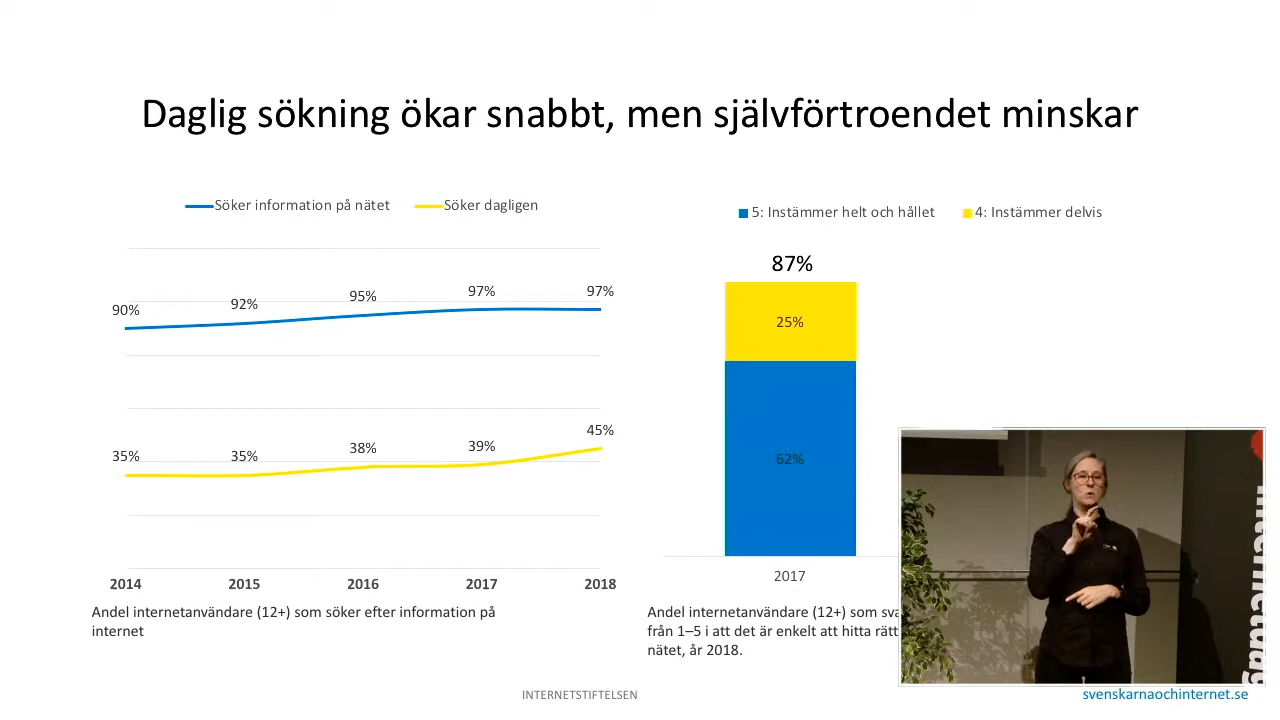 Daglig sökning ökar snabbt, men självförtroendet minskar
Söker information på nätet
Söker dagligen
90%
92%
95%
97%
97%
35%
35%
38%
39%
45%
2014
2015
2016
2017
2018
Andel internetanvändare (12+) som söker efter information på
internet
5: Instämmer helt och hållet
4: Instämmer delvis
87%
25%
62%
2017
Andel internetanvändare (12+) som
från 1–5 i att det är enkelt att hitta rätt
nätet, år 2018.
INTERNETSTIFTELSEN
svenskarnaochinternet.se